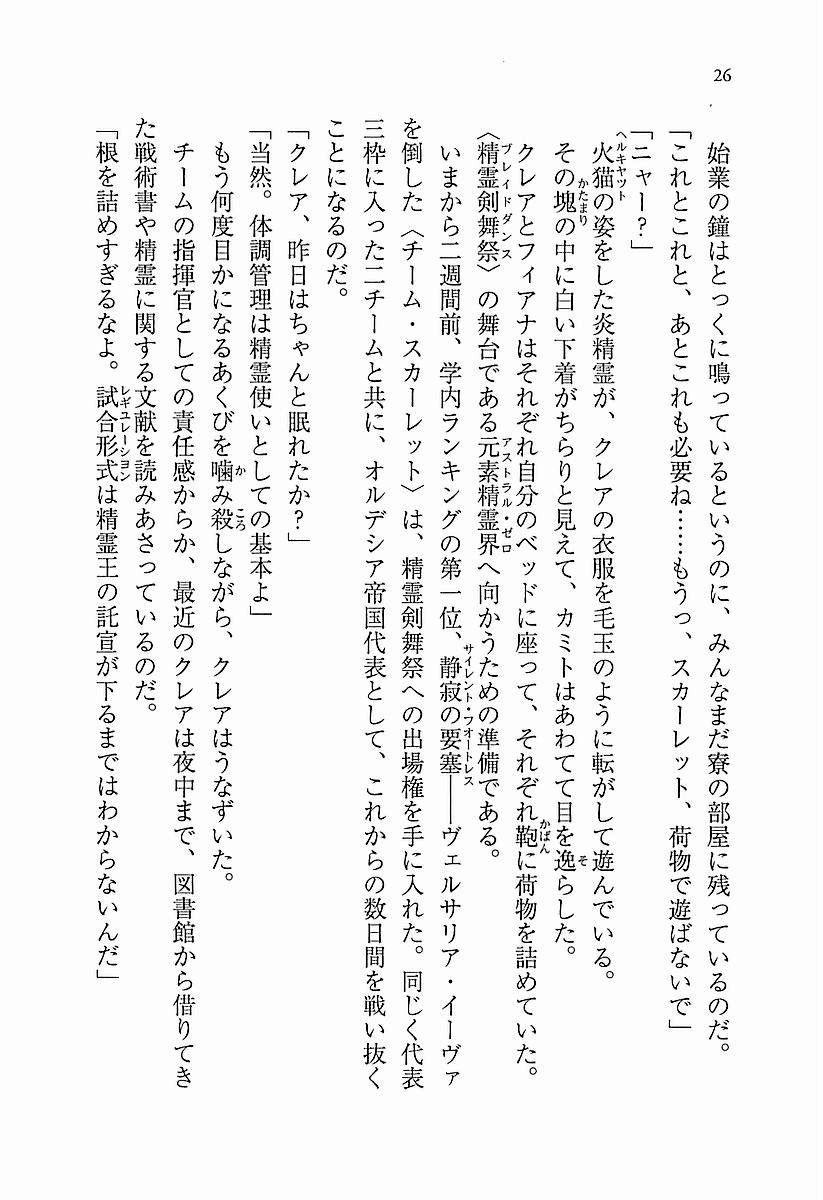 26
始業の鐘はとっくに鳴っているというのに、みんなまだ寮の部屋に残っているのだ。
「これとこれと、あとこれも必要ね……もうっ、スカーレット、荷物で遊ばないで」
「ニャー？」
火猫の姿をした炎精霊が、クレアの衣服を毛玉のように転がして遊んでいる。
ヘルキャット
その塊の中に白い下着がちらりと見えて、カミトはあわてて目を逸らした。
かたまり
そ
クレアとフィアナはそれぞれ自分のベッドに座って、それぞれ鞄に荷物を詰めていた。
かばん
〈精霊剣舞祭〉の舞台である元素精霊界へ向かうための準備である。
ブレイドダンス
アストラル・ゼロ
いまから二週間前、学内ランキングの第一位、静寂の要塞――ヴェルサリア・イーヴァ
サイレント・フォートレス
を倒した〈チーム・スカーレット〉は、精霊剣舞祭への出場権を手に入れた。同じく代表
三枠に入った二チームと共に、オルデシア帝国代表として、これからの数日間を戦い抜く
ことになるのだ。
「クレア、昨日はちゃんと眠れたか？」
「当然。体調管理は精霊使いとしての基本よ」
もう何度目かになるあくびを噛み殺しながら、クレアはうなずいた。
か
ころ
チームの指揮官としての責任感からか、最近のクレアは夜中まで、図書館から借りてき
た戦術書や精霊に関する文献を読みあさっているのだ。
「根を詰めすぎるなよ。試合形式は精霊王の託宣が下るまではわからないんだ」
レギュレーション